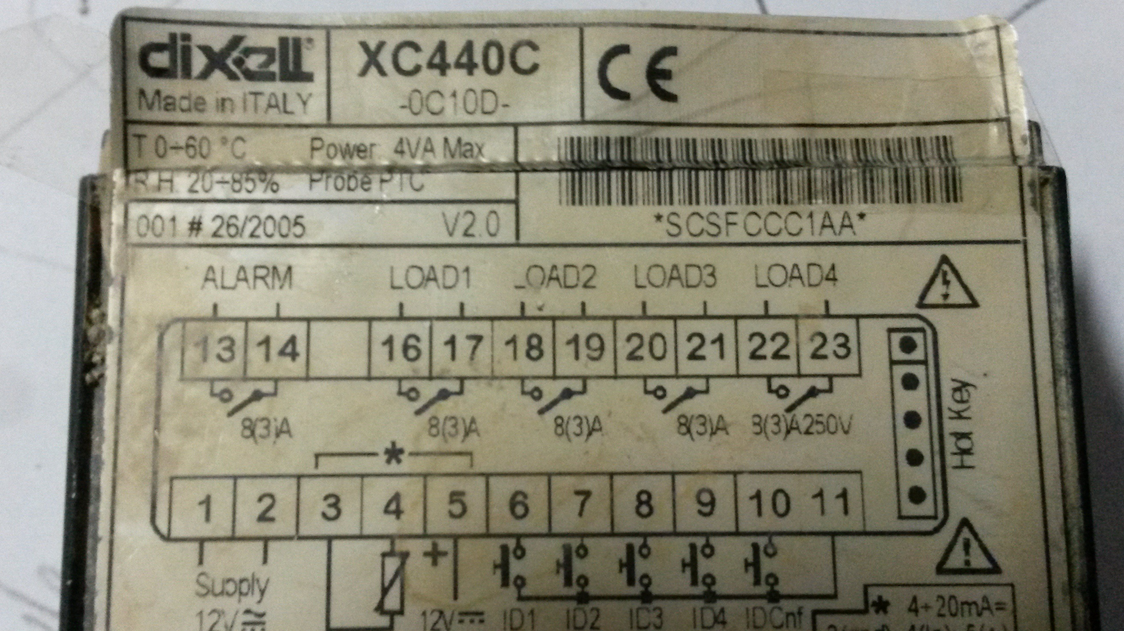 dixell®
XC440C
Made in ITALY
-0C10D-
CE
T 0÷60 °C Power: 4VA Max
R.H. 20÷85% Probe PTC
001 # 26/2005 V2.0
*SCSFCCC1AA*
ALARM LOAD1 LOAD2 LOAD3 LOAD4
13 14 16 17 18 19 20 21 22 23
8(3)A 8(3)A 8(3)A 8(3)A 8(3)A250V
Hot Key
*
1 2 3 4 5 6 7 8 9 10 11
+
Supply
12V 12V ID1 ID2 ID3 ID4 IDCnf
* 4÷20mA=